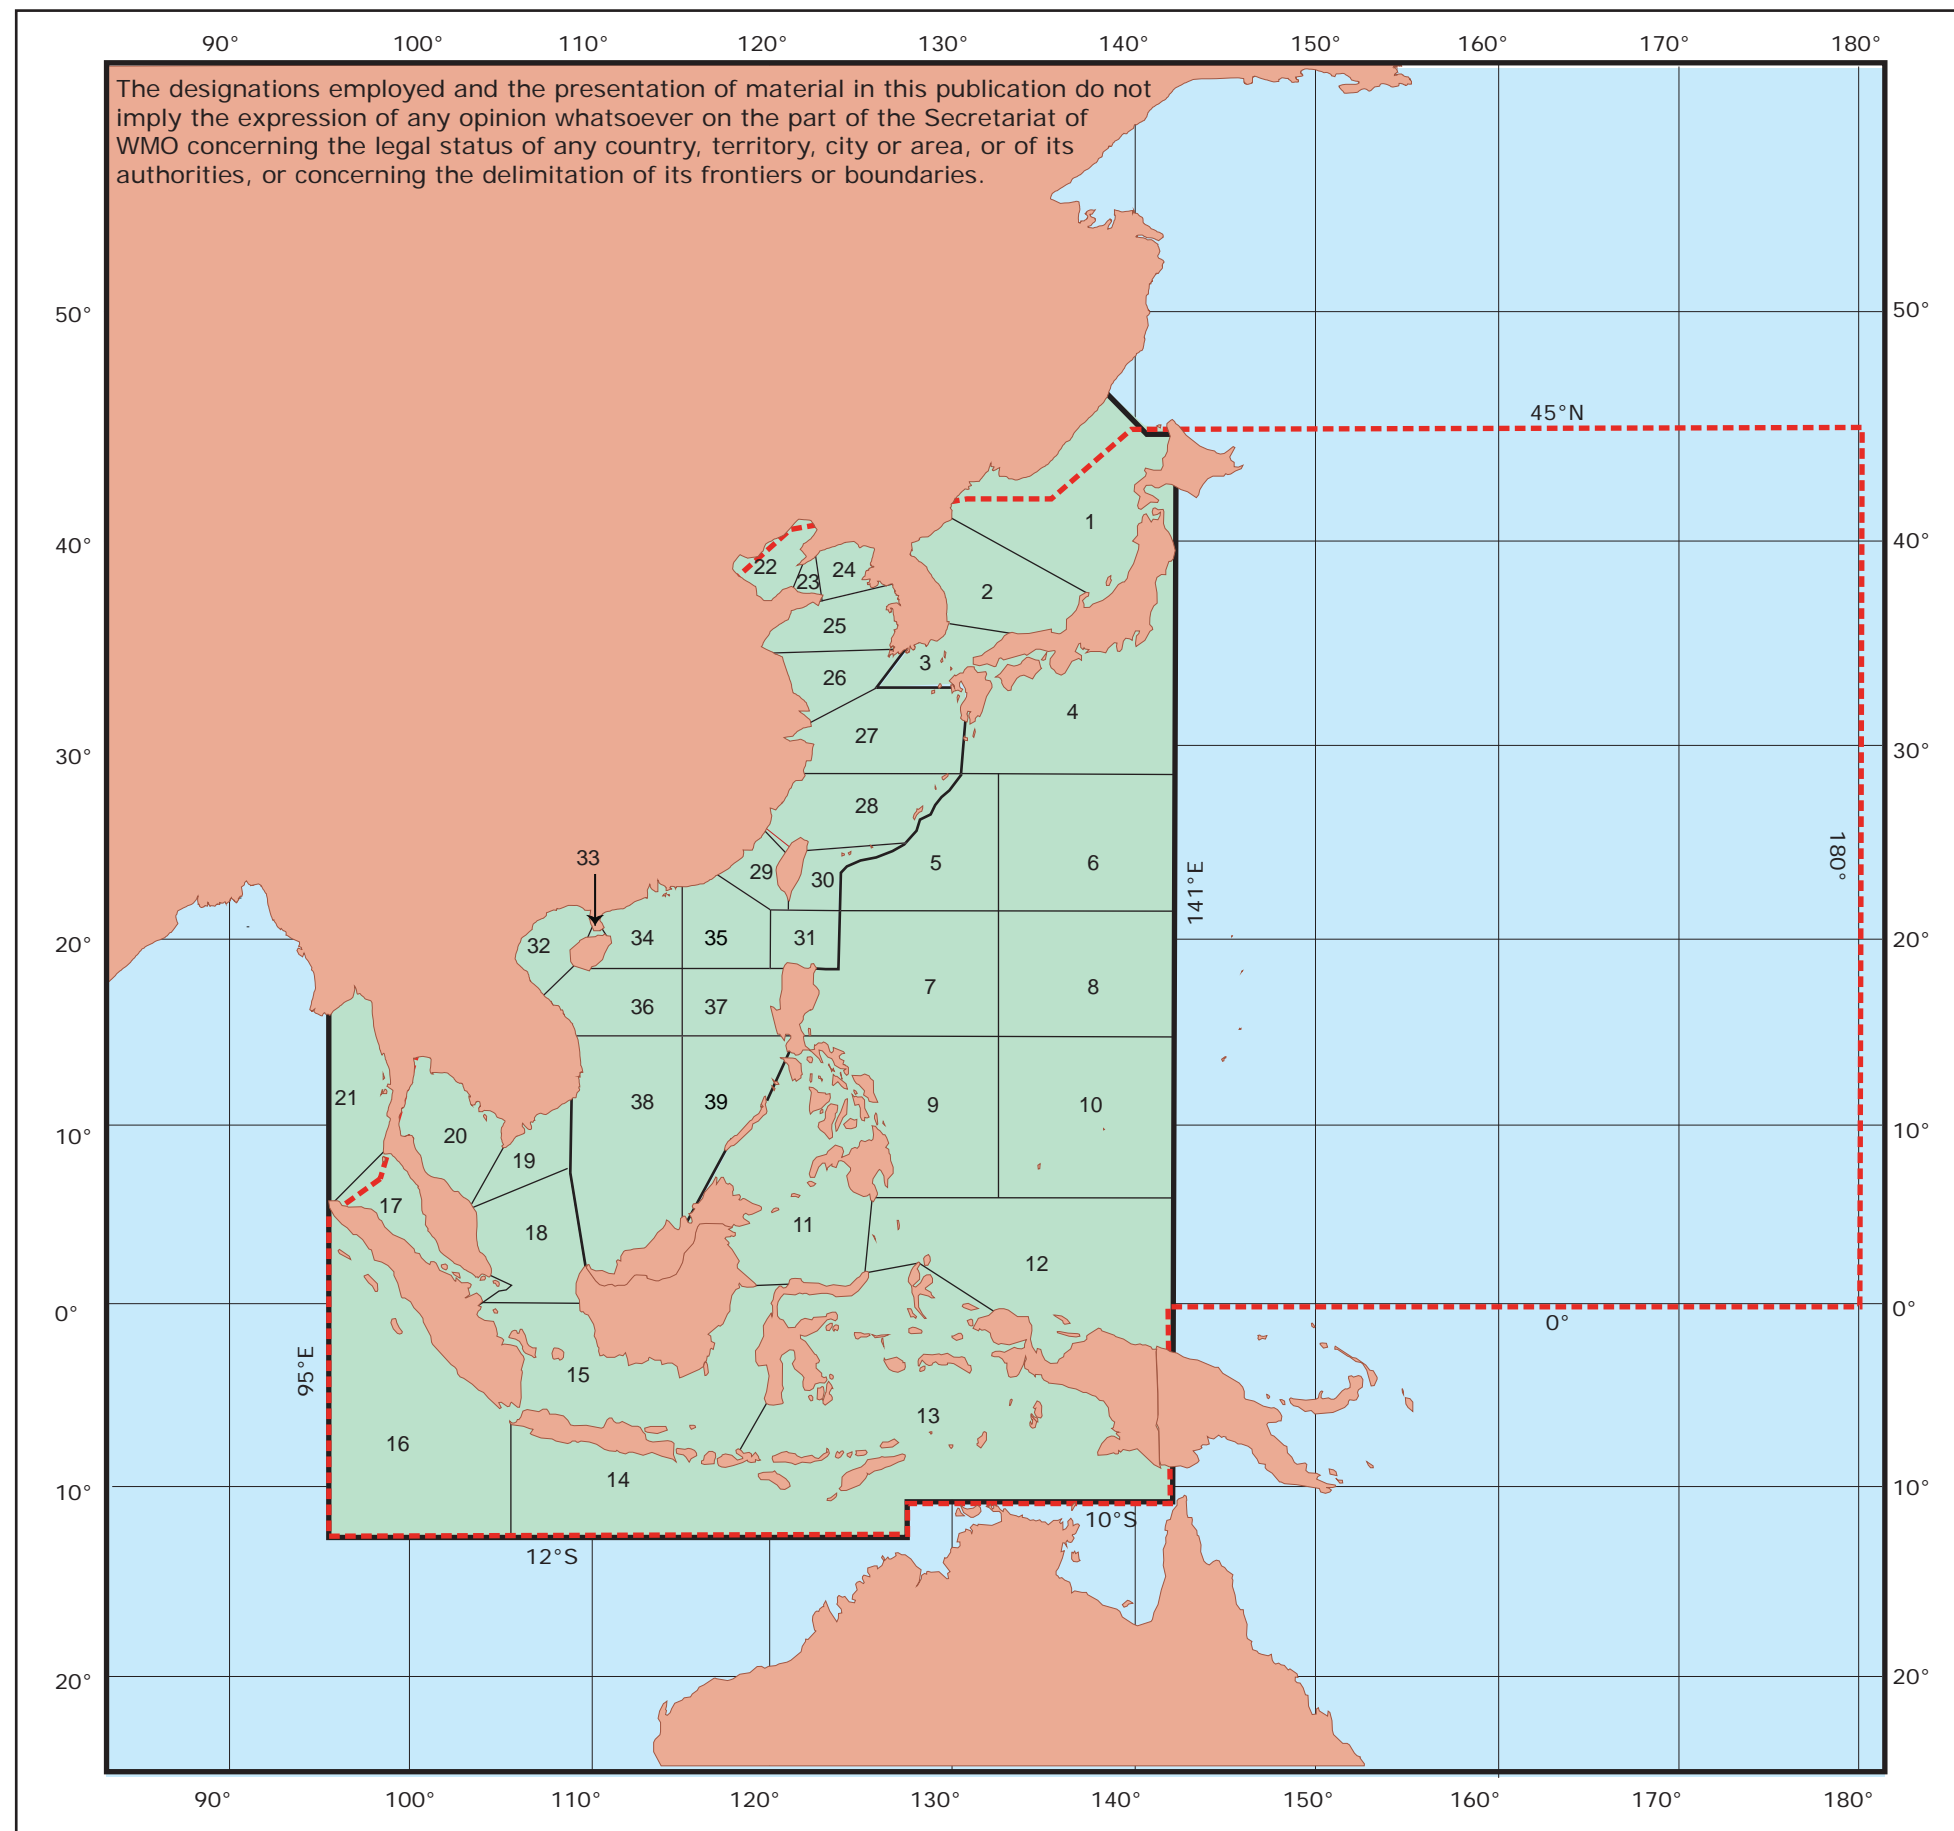 90° 100° 110° 120° 130° 140° 150° 160° 170° 180°
The designations employed and the presentation of material in this publication do not
imply the expression of any opinion whatsoever on the part of the Secretariat of
WMO concerning the legal status of any country, territory, city or area, or of its
authorities, or concerning the delimitation of its frontiers or boundaries.
50° 50°
45°N
1
40° 40°
22 23 24
2
25
3
26
4
27
30° 30°
28
33
5 6
29 30
180°
141°E
20° 20°
32 34 35 31
7 8
36 37
21 38 39 9 10
10° 10°
20
19
17
11
18
12
0° 0°
0°
95°E
15
13
16
14
10° 10°
10°S
12°S
20° 20°
90° 100° 110° 120° 130° 140° 150° 160° 170° 180°